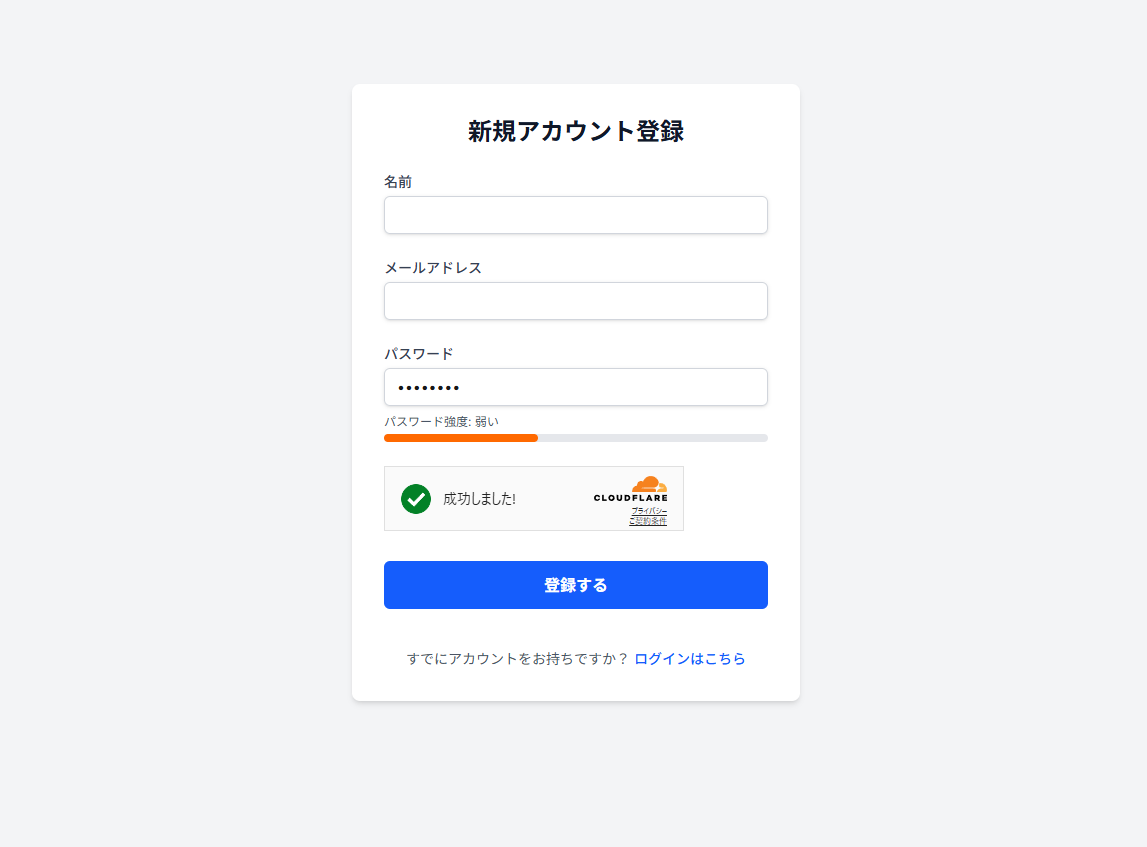 新規アカウント登録
名前
メールアドレス
パスワード
••••••••
パスワード強度: 弱い
成功しました!
CLOUDFLARE
プライバシー
ご契約条件
登録する
すでにアカウントをお持ちですか？ ログインはこちら